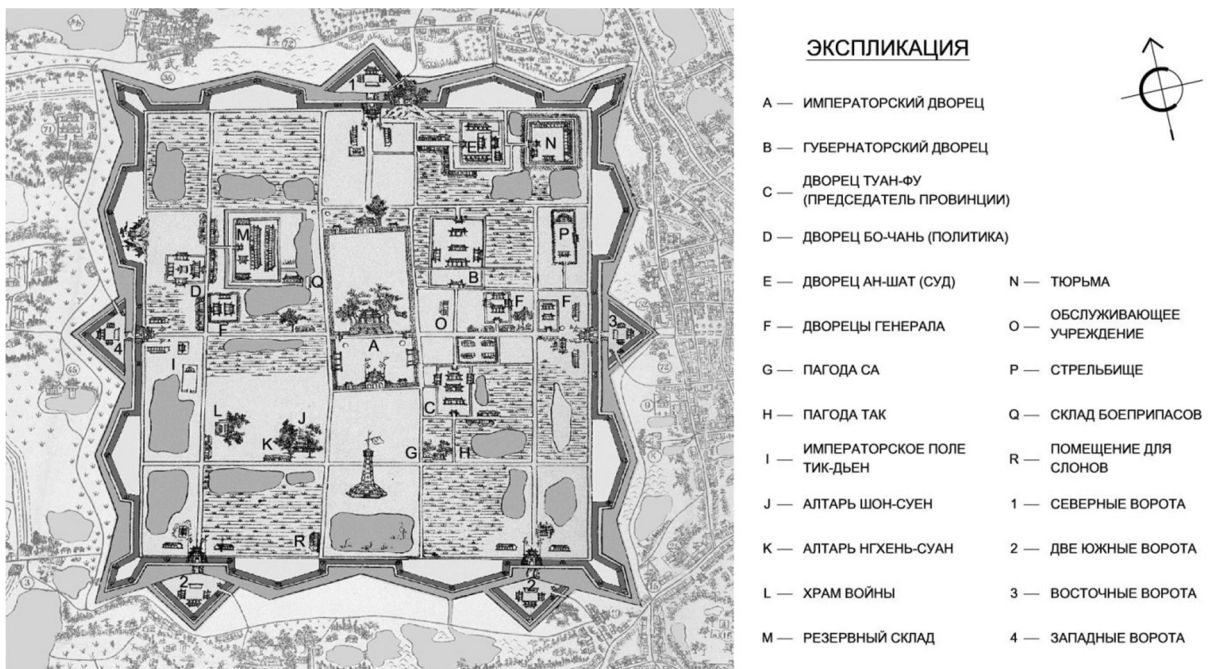 1
E
N
M
P
D
Q
B
F
F
F
O
3
4
A
I
C
L
J
K
G
H
R
2
2
ЭКСПЛИКАЦИЯ
A — ИМПЕРАТОРСКИЙ ДВОРЕЦ
B — ГУБЕРНАТОРСКИЙ ДВОРЕЦ
C — ДВОРЕЦ ТУАН-ФУ
(ПРЕДСЕДАТЕЛЬ ПРОВИНЦИИ)
D — ДВОРЕЦ БО-ЧАНЬ (ПОЛИТИКА)
E — ДВОРЕЦ АН-ШАТ (СУД)
F — ДВОРЕЦЫ ГЕНЕРАЛА
G — ПАГОДА СА
H — ПАГОДА ТАК
I — ИМПЕРАТОРСКОЕ ПОЛЕ
ТИК-ДЬЕН
J — АЛТАРЬ ШОН-СУЕН
K — АЛТАРЬ НГХЕНЬ-СУАН
L — ХРАМ ВОЙНЫ
M — РЕЗЕРВНЫЙ СКЛАД
N — ТЮРЬМА
O — ОБСЛУЖИВАЮЩЕЕ
УЧРЕЖДЕНИЕ
P — СТРЕЛЬБИЩЕ
Q — СКЛАД БОЕПРИПАСОВ
R — ПОМЕЩЕНИЕ ДЛЯ
СЛОНОВ
1 — СЕВЕРНЫЕ ВОРОТА
2 — ДВЕ ЮЖНЫЕ ВОРОТА
3 — ВОСТОЧНЫЕ ВОРОТА
4 — ЗАПАДНЫЕ ВОРОТА